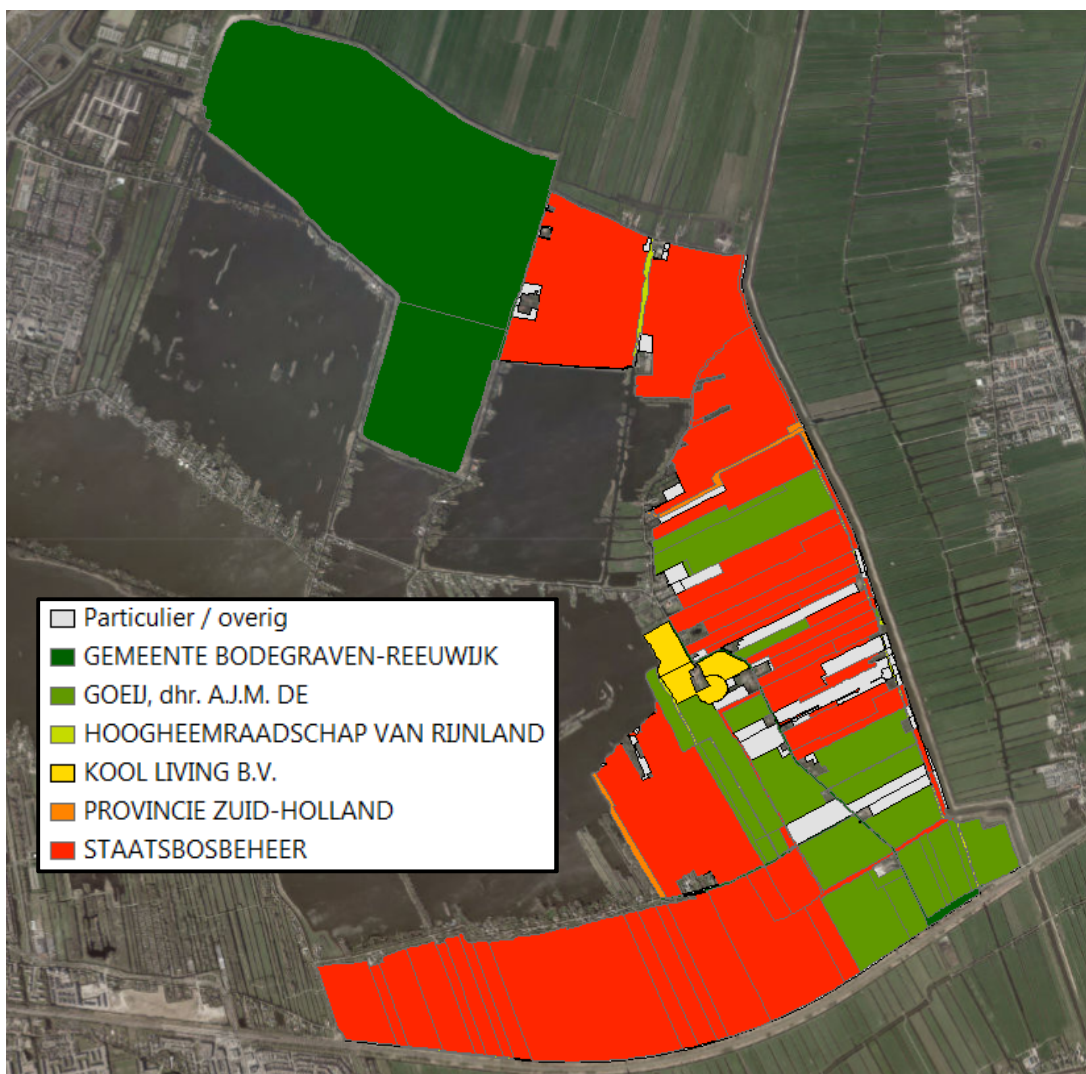 Particulier / overig
GEMEENTE BODEGRAVEN-REEUWIJK
GOEIJ, dhr. A.J.M. DE
HOOGHEEMRAADSCHAP VAN RIJNLAND
KOOL LIVING B.V.
PROVINCIE ZUID-HOLLAND
STAATSBOSBEHEER